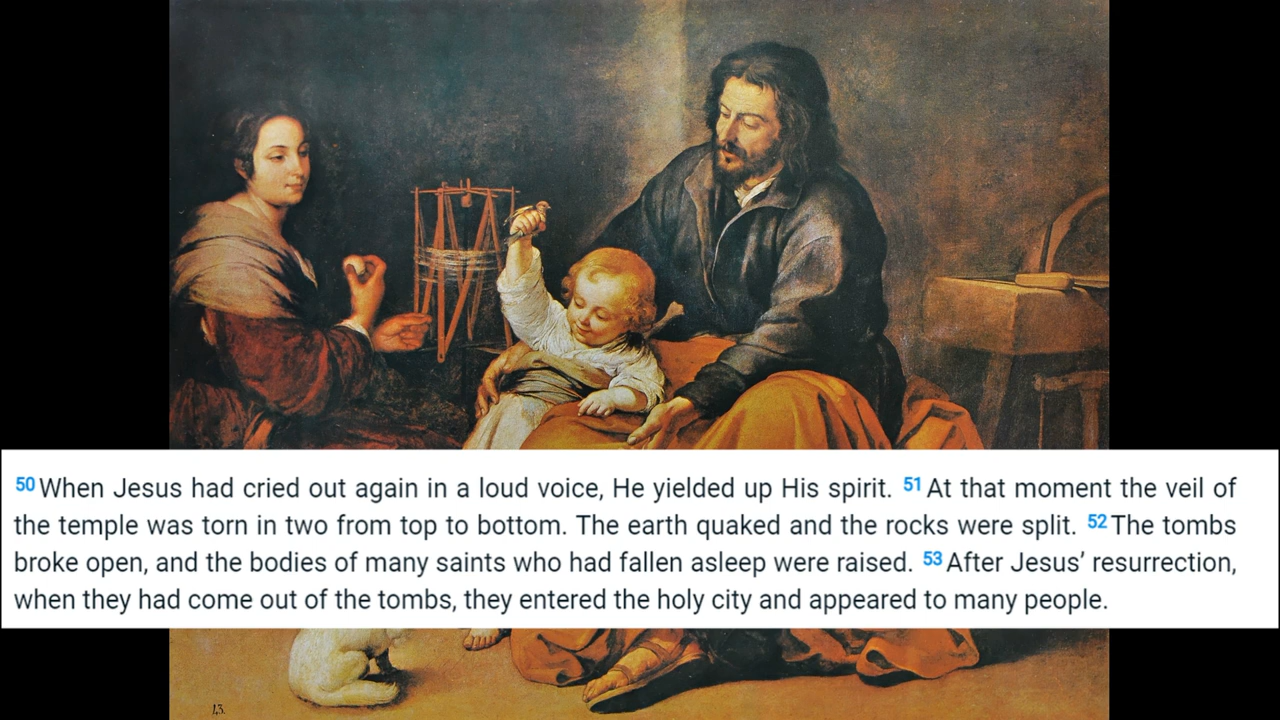 50 When Jesus had cried out again in a loud voice, He yielded up His spirit. 51 At that moment the veil of
the temple was torn in two from top to bottom. The earth quaked and the rocks were split. 52 The tombs
broke open, and the bodies of many saints who had fallen asleep were raised. 53 After Jesus’ resurrection,
when they had come out of the tombs, they entered the holy city and appeared to many people.
43.